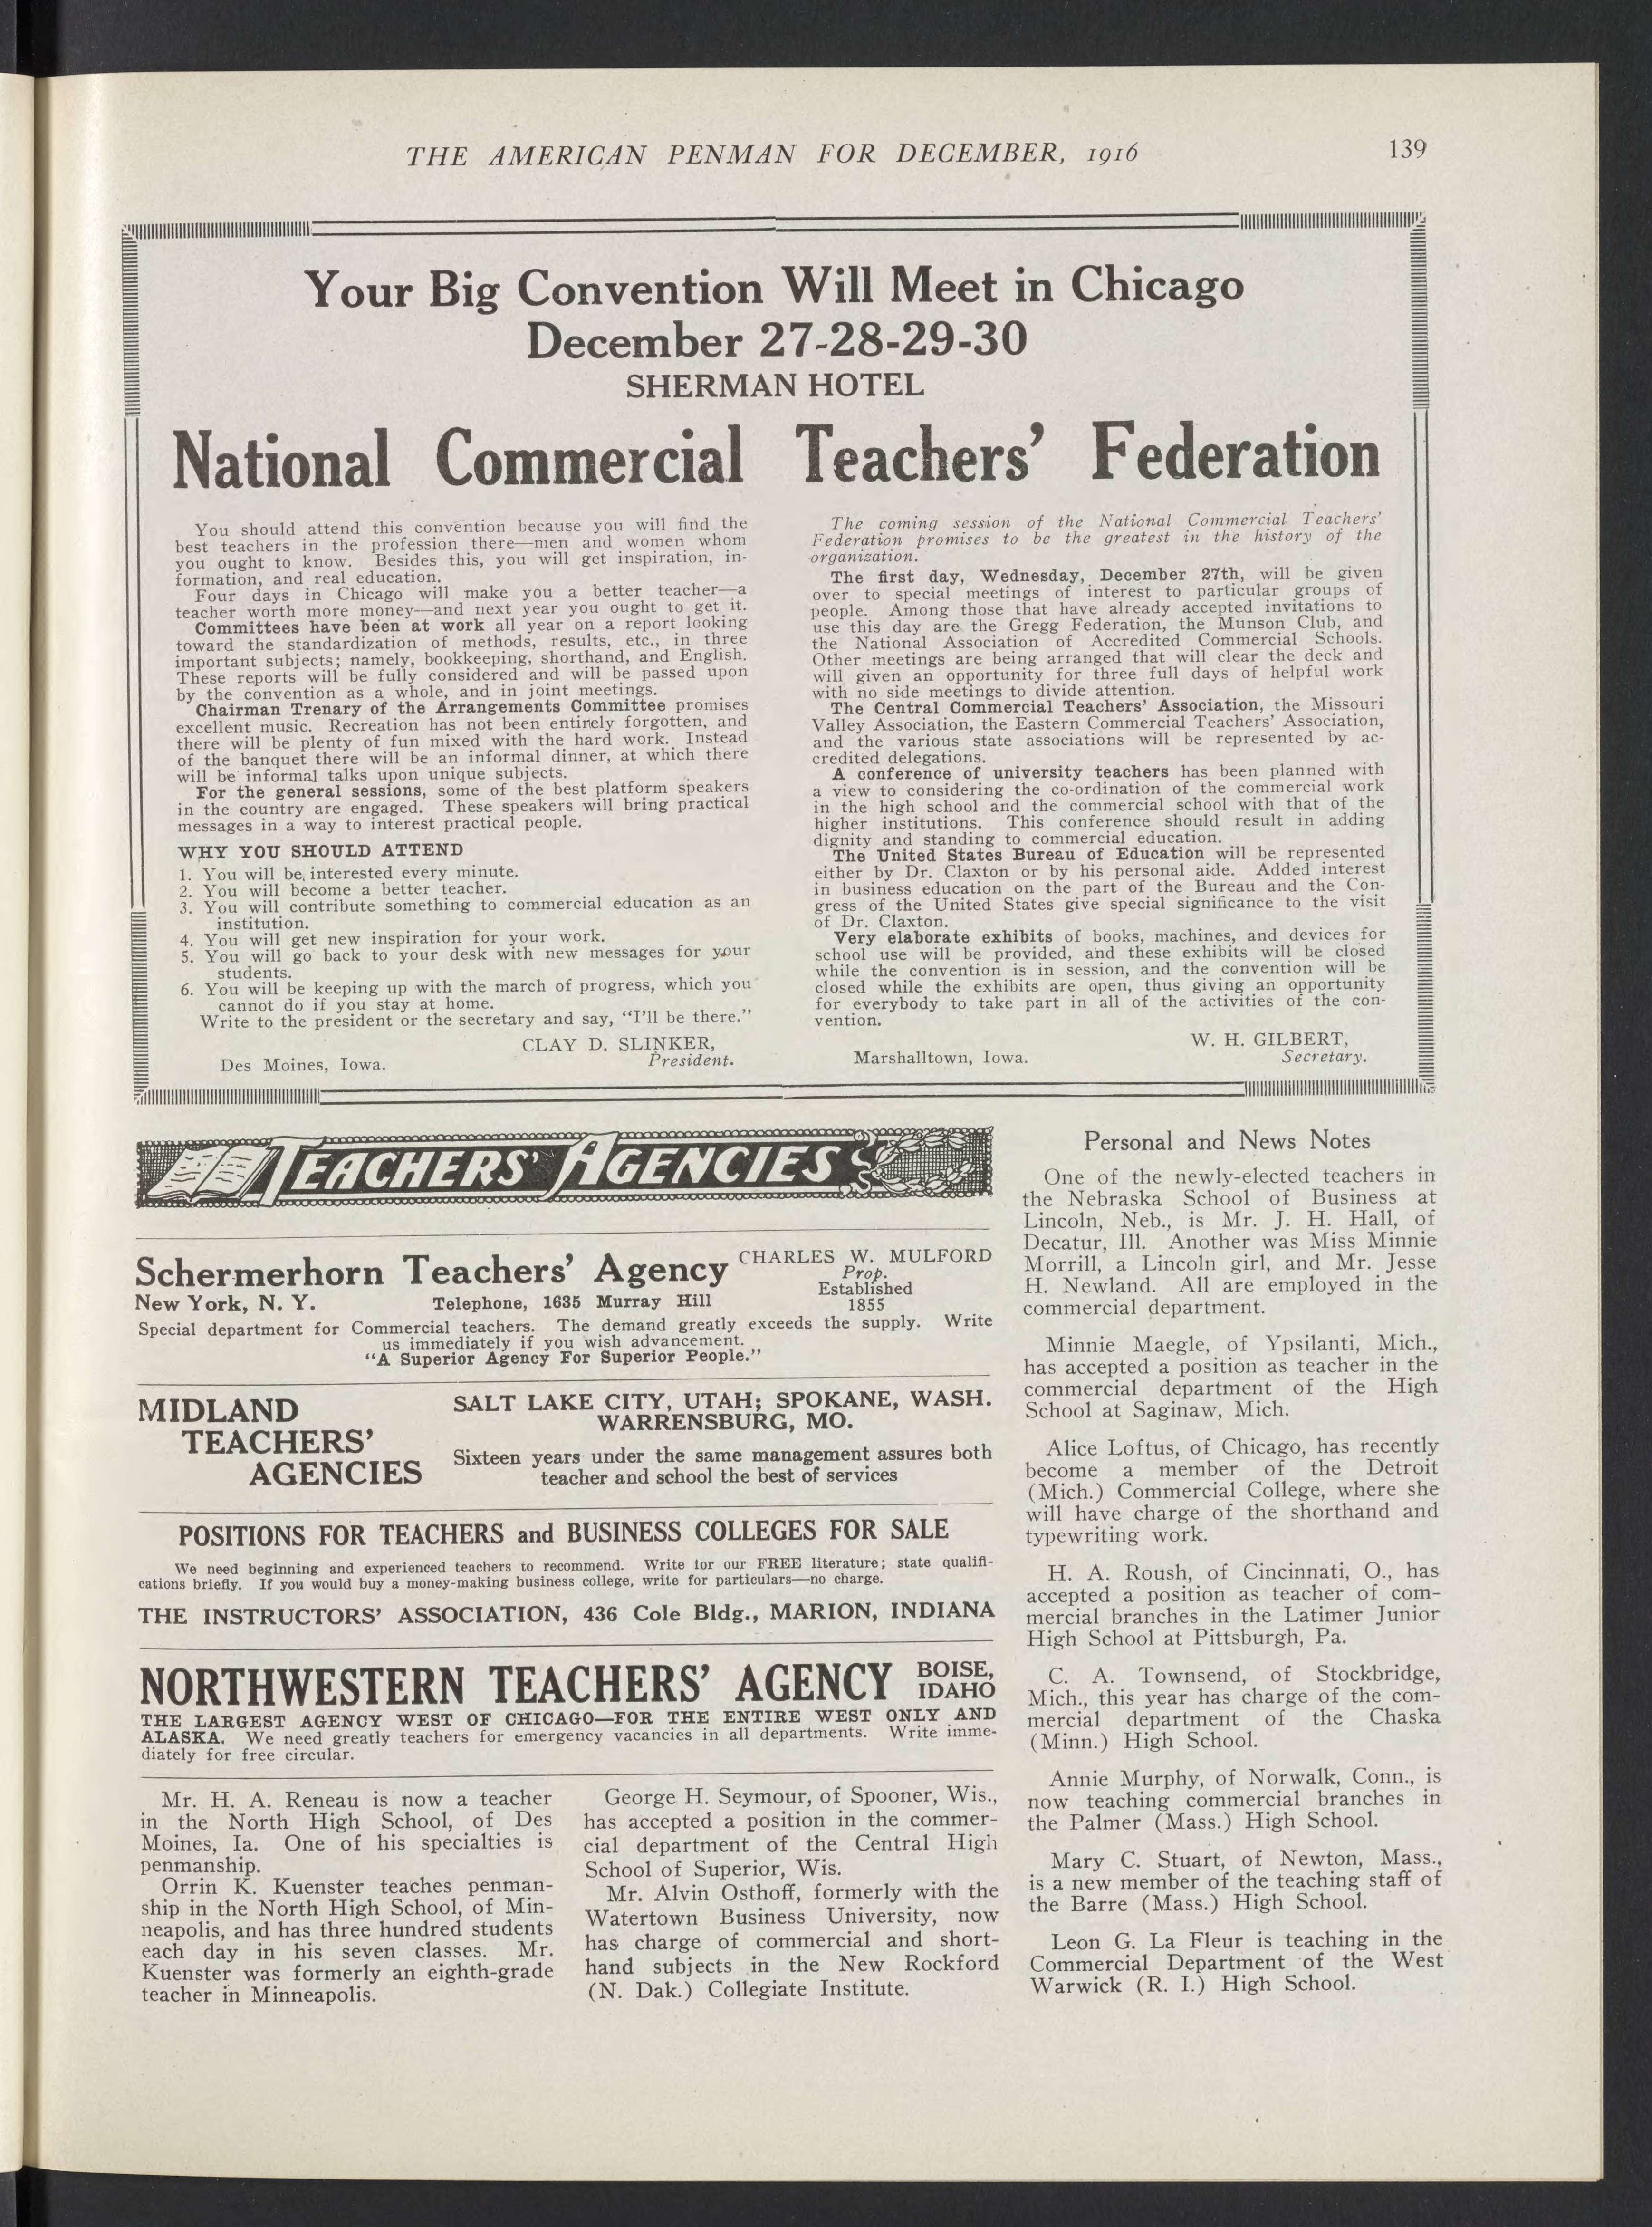 THE AMERICAN PENMAN FOR DECEMBER, 1916
139
Your Big Convention Will Meet in Chicago
December 27-28-29-30
SHERMAN HOTEL
National Commercial Teachers' Federation
You should attend this convention because you will find the
best teachers in the profession there—men and women whom
you ought to know. Besides this, you will get inspiration, in-
formation, and real education.
Four days in Chicago will make you a better teacher—a
teacher worth more money—and next year you ought to get it.
Committees have been at work all year on a report looking
toward the standardization of methods, results, etc., in three
important subjects; namely, bookkeeping, shorthand, and English.
These reports will be fully considered and will be passed upon
by the convention as a whole, and in joint meetings.
Chairman Trenary of the Arrangements Committee promises
excellent music. Recreation has not been entirely forgotten, and
there will be plenty of fun mixed with the hard work. Instead
of the banquet there will be an informal dinner, at which there
will be informal talks upon unique subjects.
For the general sessions, some of the best platform speakers
in the country are engaged. These speakers will bring practical
messages in a way to interest practical people.
WHY YOU SHOULD ATTEND
1. You will be interested every minute.
2. You will become a better teacher.
3. You will contribute something to commercial education as an
institution.
4. You will get new inspiration for your work.
5. You will go back to your desk with new messages for your
students.
6. You will be keeping up with the march of progress, which you
cannot do if you stay at home.
Write to the president or the secretary and say, "I'll be there."
CLAY D. SLINKER,
President.
Des Moines, Iowa.
The coming session of the National Commercial Teachers'
Federation promises to be the greatest in the history of the
organization.
The first day, Wednesday, December 27th, will be given
over to special meetings of interest to particular groups of
people. Among those that have already accepted invitations to
use this day are the Gregg Federation, the Munson Club, and
the National Association of Accredited Commercial Schools.
Other meetings are being arranged that will clear the deck and
will given an opportunity for three full days of helpful work
with no side meetings to divide attention.
The Central Commercial Teachers' Association, the Missouri
Valley Association, the Eastern Commercial Teachers' Association,
and the various state associations will be represented by ac-
credited delegations.
A conference of university teachers has been planned with
a view to considering the co-ordination of the commercial work
in the high school and the commercial school with that of the
higher institutions. This conference should result in adding
dignity and standing to commercial education.
The United States Bureau of Education will be represented
either by Dr. Claxton or by his personal aide. Added interest
in business education on the part of the Bureau and the Con-
gress of the United States give special significance to the visit
of Dr. Claxton.
Very elaborate exhibits of books, machines, and devices for
school use will be provided, and these exhibits will be closed
while the convention is in session, and the convention will be
closed while the exhibits are open, thus giving an opportunity
for everybody to take part in all of the activities of the con-
vention.
W. H. GILBERT,
Secretary.
Marshalltown, Iowa.
TEACHERS' AGENCIES
Schermerhorn Teachers' Agency
CHARLES W. MULFORD
Prop.
Established
1855
New York, N. Y. Telephone, 1635 Murray Hill
Special department for Commercial teachers. The demand greatly exceeds the supply. Write
us immediately if you wish advancement.
"A Superior Agency For Superior People."
MIDLAND
TEACHERS'
AGENCIES
SALT LAKE CITY, UTAH; SPOKANE, WASH.
WARRENSBURG, MO.
Sixteen years under the same management assures both
teacher and school the best of services
POSITIONS FOR TEACHERS and BUSINESS COLLEGES FOR SALE
We need beginning and experienced teachers to recommend. Write for our FREE literature; state qualifi-
cations briefly. If you would buy a money-making business college, write for particulars—no charge.
THE INSTRUCTORS' ASSOCIATION, 436 Cole Bldg., MARION, INDIANA
NORTHWESTERN TEACHERS' AGENCY
BOISE,
IDAHO
THE LARGEST AGENCY WEST OF CHICAGO—FOR THE ENTIRE WEST ONLY AND
ALASKA. We need greatly teachers for emergency vacancies in all departments. Write imme-
diately for free circular.
Mr. H. A. Reneau is now a teacher
in the North High School, of Des
Moines, Ia. One of his specialties is
penmanship.
Orrin K. Kuenster teaches penman-
ship in the North High School, of Min-
neapolis, and has three hundred students
each day in his seven classes. Mr.
Kuenster was formerly an eighth-grade
teacher in Minneapolis.
George H. Seymour, of Spooner, Wis.,
has accepted a position in the commer-
cial department of the Central High
School of Superior, Wis.
Mr. Alvin Osthoff, formerly with the
Watertown Business University, now
has charge of commercial and short-
hand subjects in the New Rockford
(N. Dak.) Collegiate Institute.
Personal and News Notes
One of the newly-elected teachers in
the Nebraska School of Business at
Lincoln, Neb., is Mr. J. H. Hall, of
Decatur, Ill. Another was Miss Minnie
Morrill, a Lincoln girl, and Mr. Jesse
H. Newland. All are employed in the
commercial department.
Minnie Maegle, of Ypsilanti, Mich.,
has accepted a position as teacher in the
commercial department of the High
School at Saginaw, Mich.
Alice Loftus, of Chicago, has recently
become a member of the Detroit
(Mich.) Commercial College, where she
will have charge of the shorthand and
typewriting work.
H. A. Roush, of Cincinnati, O., has
accepted a position as teacher of com-
mercial branches in the Latimer Junior
High School at Pittsburgh, Pa.
C. A. Townsend, of Stockbridge,
Mich., this year has charge of the com-
mercial department of the Chaska
(Minn.) High School.
Annie Murphy, of Norwalk, Conn., is
now teaching commercial branches in
the Palmer (Mass.) High School.
Mary C. Stuart, of Newton, Mass.,
is a new member of the teaching staff of
the Barre (Mass.) High School.
Leon G. La Fleur is teaching in the
Commercial Department of the West
Warwick (R. I.) High School.